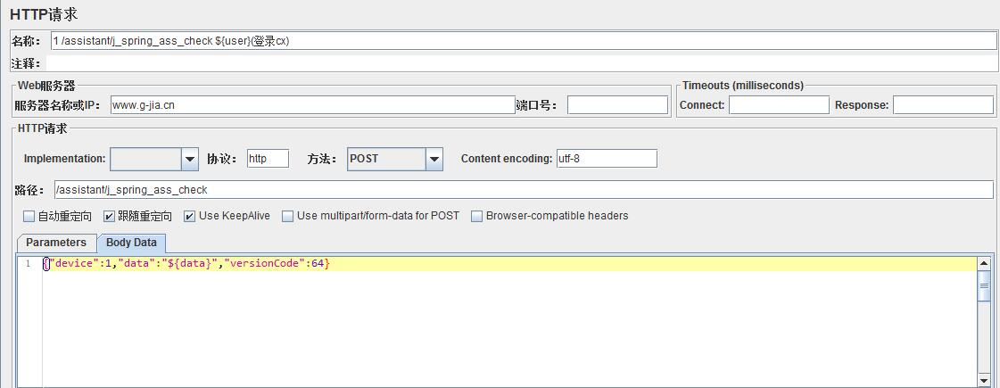 HTTP请求
名称： 1 /assistant/j_spring_ass_check ${user}(登录cx)
注释：
Web服务器 Timeouts (milliseconds)
服务器名称或IP： www.g-jia.cn 端口号： Connect: Response:
HTTP请求
Implementation: 协议： http 方法： POST Content encoding: utf-8
路径： /assistant/j_spring_ass_check
自动重定向 跟随重定向 Use KeepAlive Use multipart/form-data for POST Browser-compatible headers
Parameters Body Data
1 {"device":1,"data":"${data}","versionCode":64}